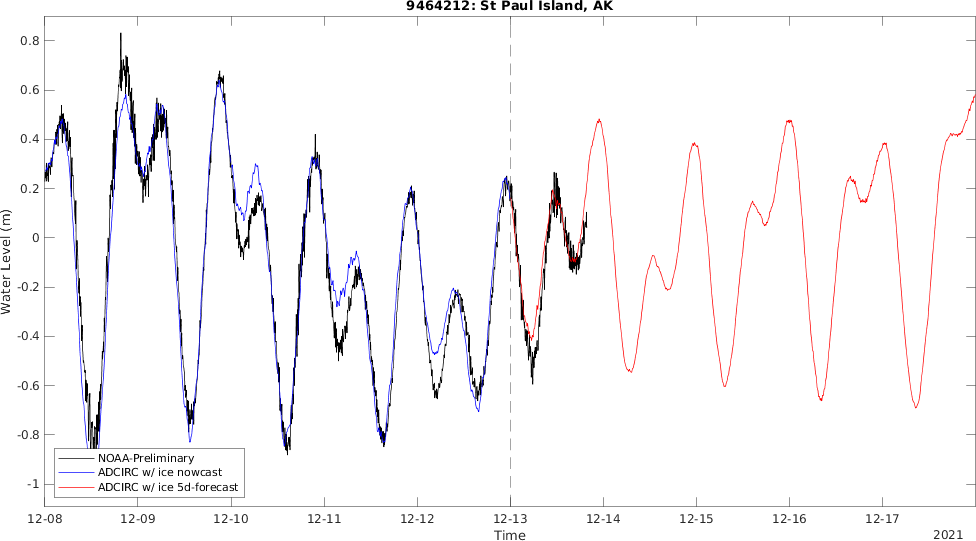 9464212: St Paul Island, AK
0.8
0.6
0.4
0.2
0
-0.2
-0.4
-0.6
-0.8
-1
Water Level (m)
NOAA-Preliminary
ADCIRC w/ ice nowcast
ADCIRC w/ ice 5d-forecast
12-08 12-09 12-10 12-11 12-12 12-13 12-14 12-15 12-16 12-17
Time
2021